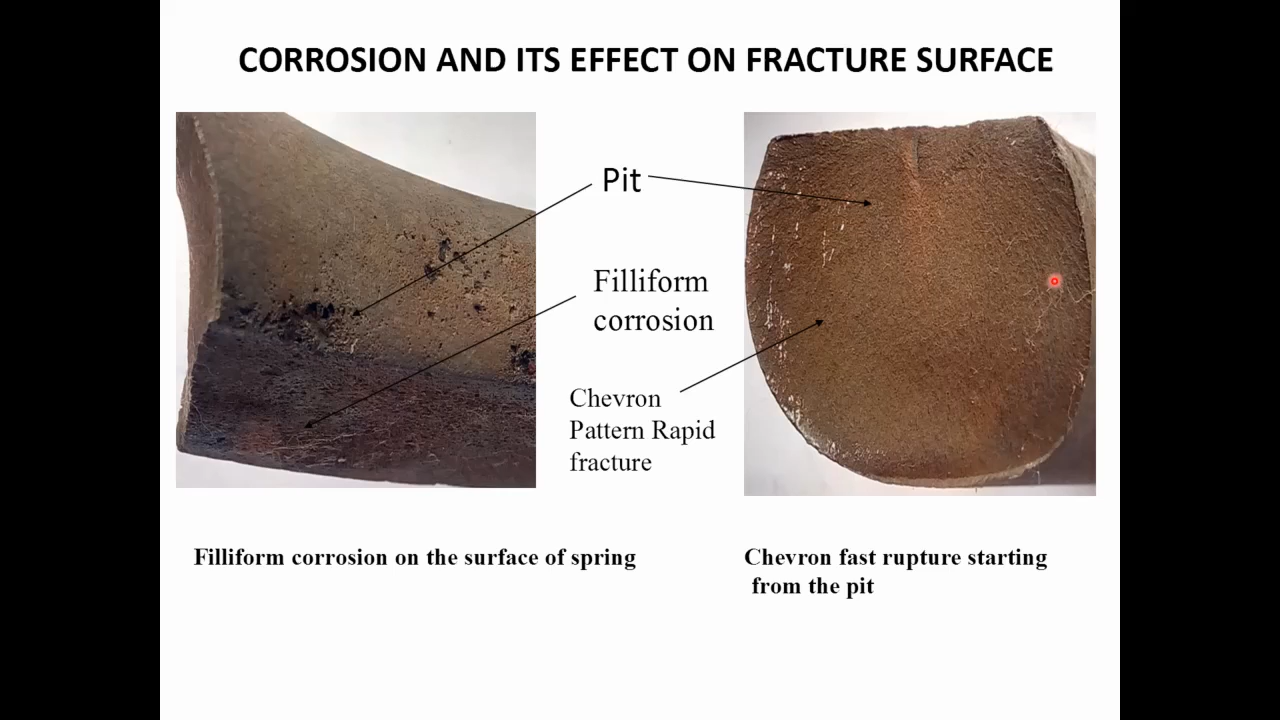 CORROSION AND ITS EFFECT ON FRACTURE SURFACE
Pit
Filliform
corrosion
Chevron
Pattern Rapid
fracture
Filliform corrosion on the surface of spring
Chevron fast rupture starting
from the pit